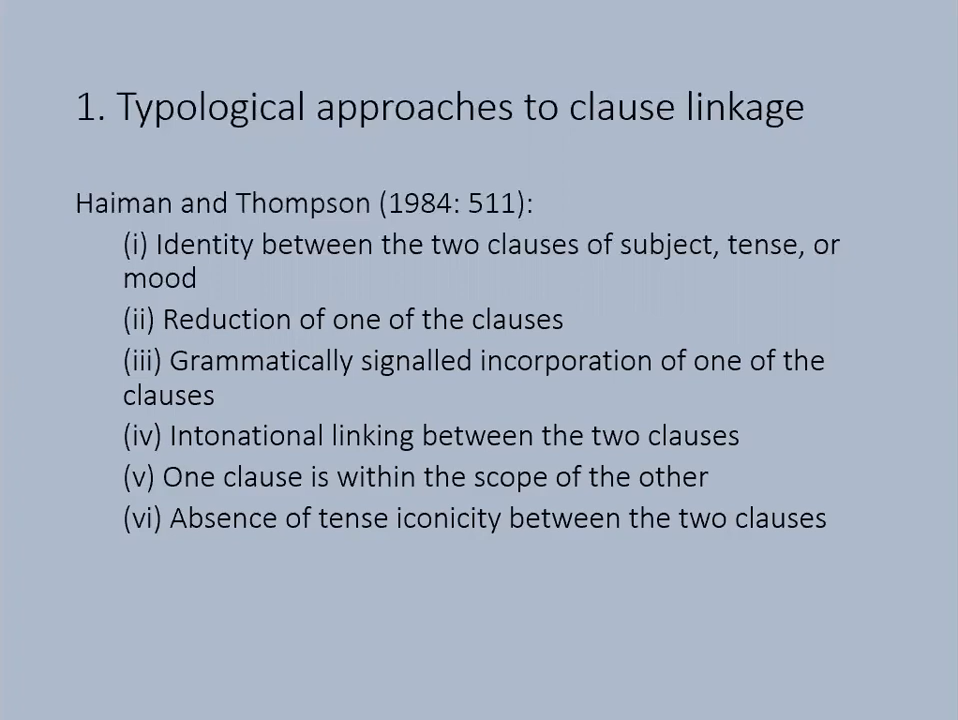 1. Typological approaches to clause linkage
Haiman and Thompson (1984: 511):
(i) Identity between the two clauses of subject, tense, or
mood
(ii) Reduction of one of the clauses
(iii) Grammatically signalled incorporation of one of the
clauses
(iv) Intonational linking between the two clauses
(v) One clause is within the scope of the other
(vi) Absence of tense iconicity between the two clauses